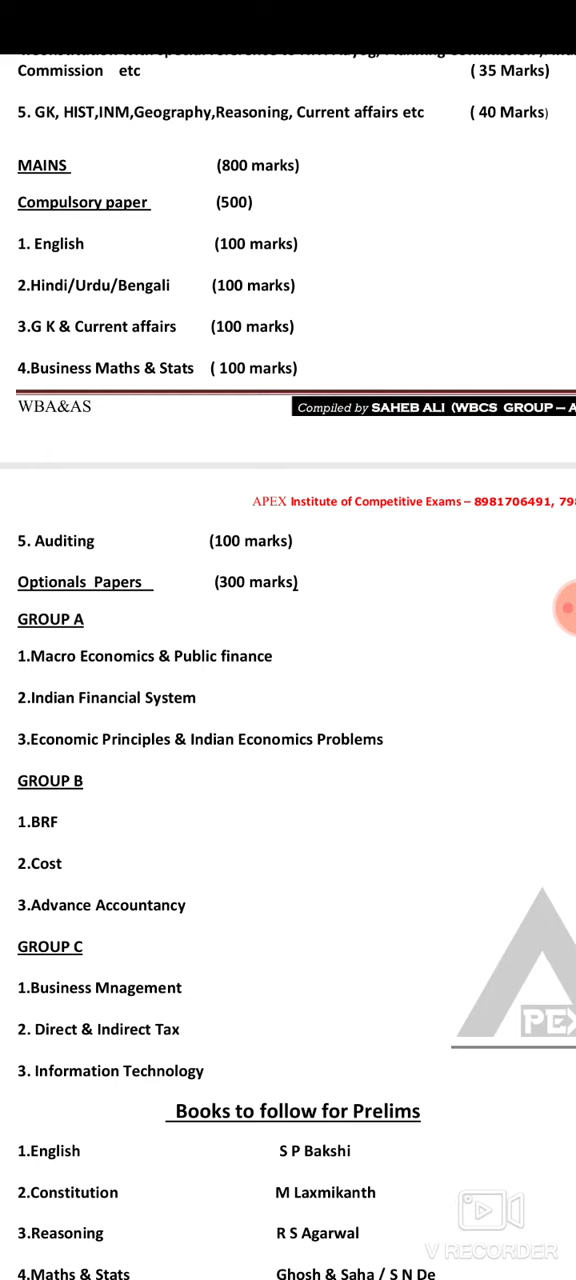 Commission etc ( 35 Marks)
5. GK, HIST,INM,Geography,Reasoning, Current affairs etc ( 40 Marks)
MAINS (800 marks)
Compulsory paper (500)
1. English (100 marks)
2.Hindi/Urdu/Bengali (100 marks)
3.G K & Current affairs (100 marks)
4.Business Maths & Stats ( 100 marks)
WBA&AS Compiled by SAHEB ALI (WBCS GROUP – A
APEX Institute of Competitive Exams – 8981706491, 798
5. Auditing (100 marks)
Optionals Papers (300 marks)
GROUP A
1.Macro Economics & Public finance
2.Indian Financial System
3.Economic Principles & Indian Economics Problems
GROUP B
1.BRF
2.Cost
3.Advance Accountancy
GROUP C
1.Business Mnagement
2. Direct & Indirect Tax
PEX
3. Information Technology
Books to follow for Prelims
1.English S P Bakshi
2.Constitution M Laxmikanth
3.Reasoning R S Agarwal
V RECORDER
4.Maths & Stats Ghosh & Saha / S N De